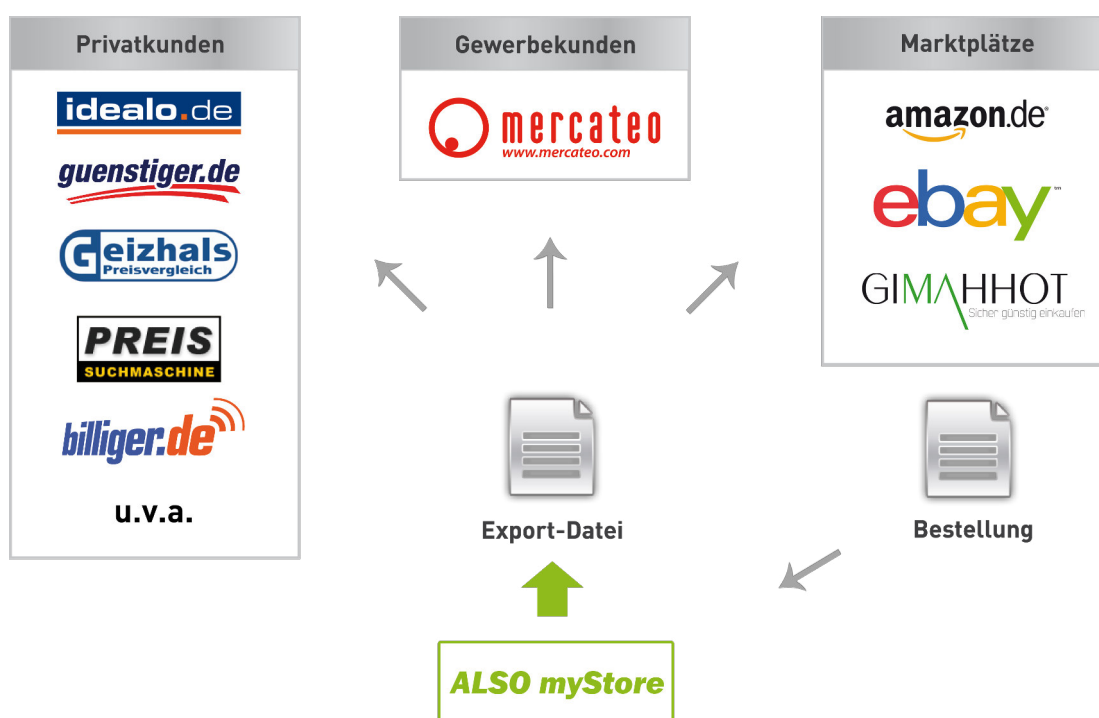 Privatkunden
idealo.de
guenstiger.de
Geizhals
Preisvergleich
PREIS
SUCHMASCHINE
billiger.de
u.v.a.
Gewerbekunden
mercateo
www.mercateo.com
Marktplätze
amazon.de
ebay™
GIMAHHOT
Sicher günstig einkaufen
Export-Datei
Bestellung
ALSO myStore